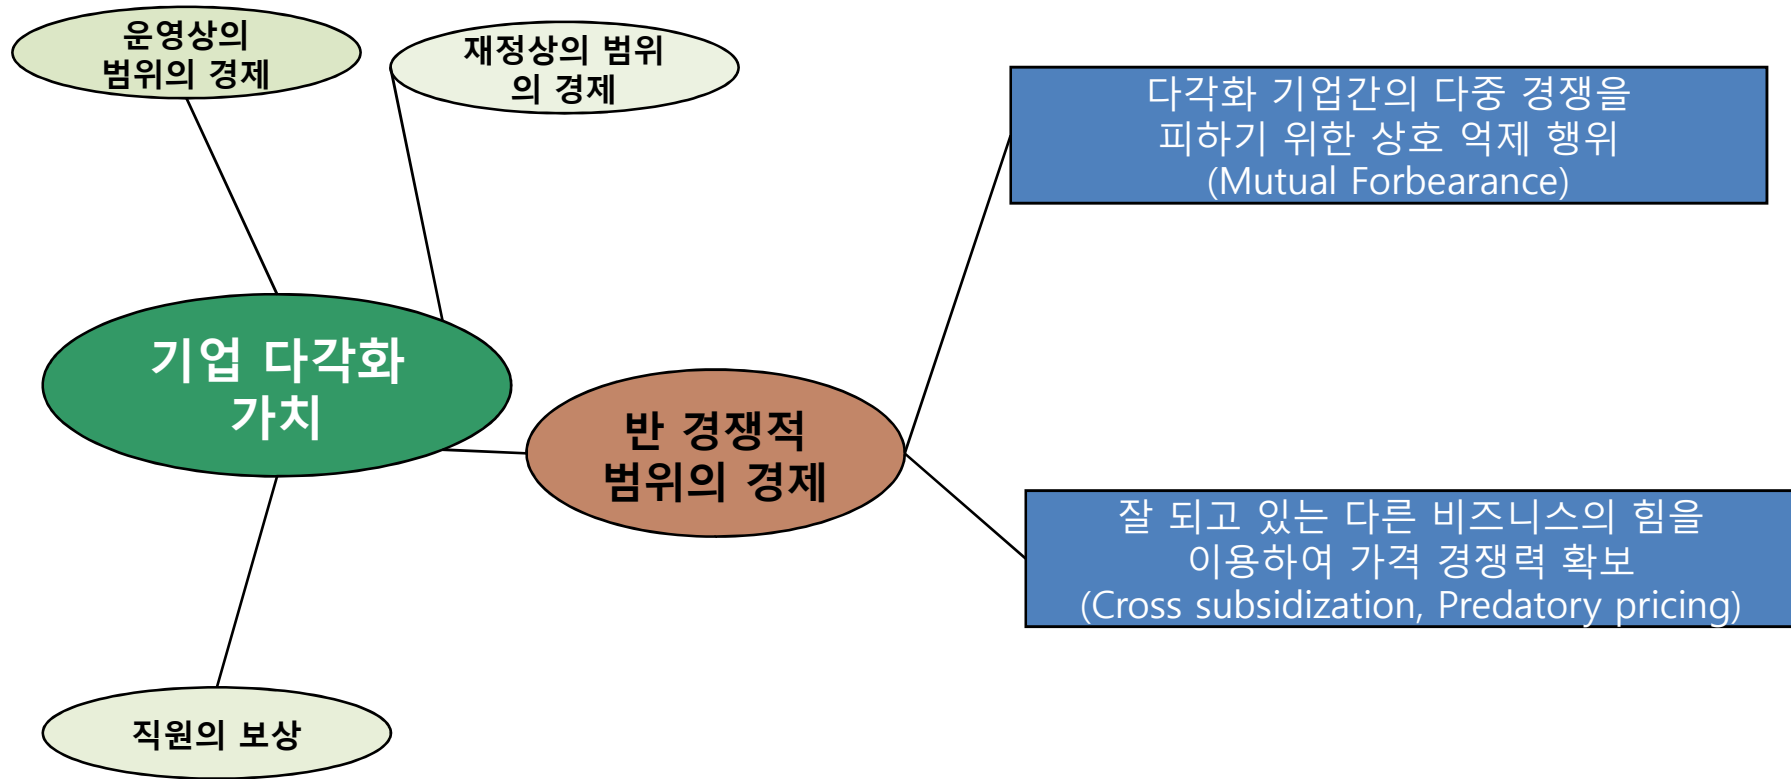 운영상의
범위의 경제
재정상의 범위
의 경제
다각화 기업간의 다중 경쟁을
피하기 위한 상호 억제 행위
(Mutual Forbearance)
기업 다각화
가치
반 경쟁적
범위의 경제
잘 되고 있는 다른 비즈니스의 힘을
이용하여 가격 경쟁력 확보
(Cross subsidization, Predatory pricing)
직원의 보상